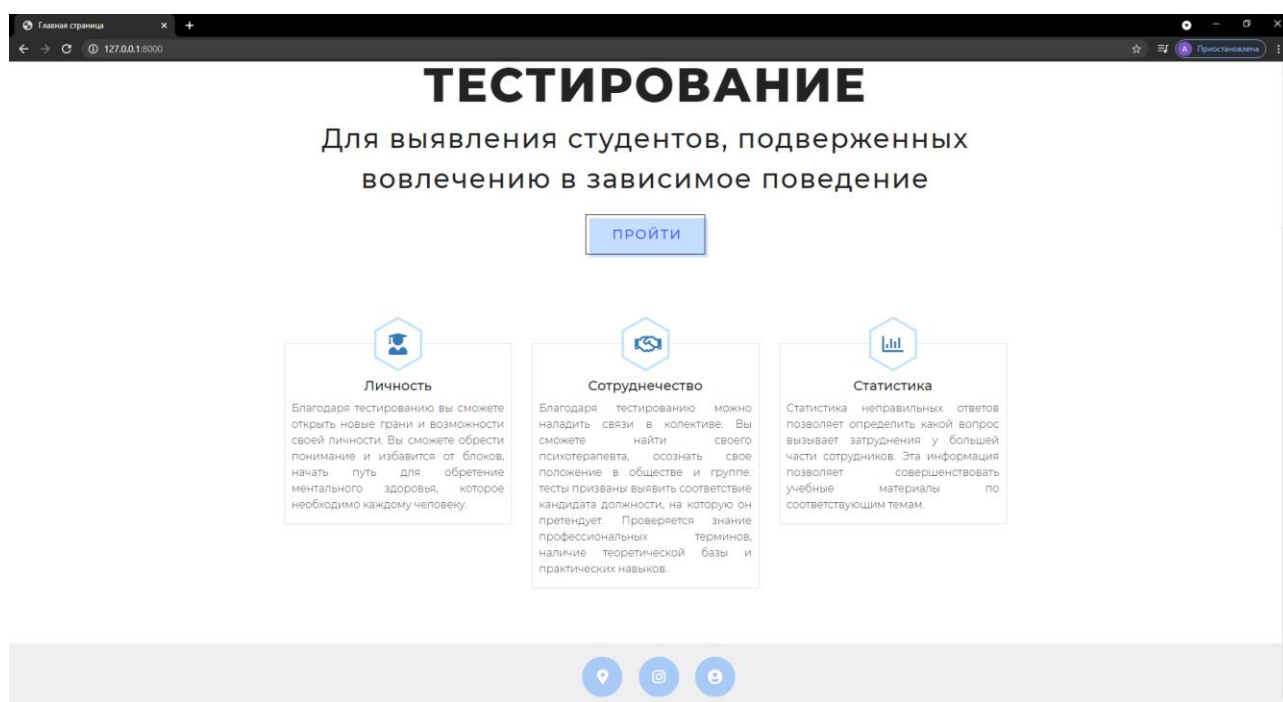 Главная страница
127.0.0.1:8000
Приостановлена
ТЕСТИРОВАНИЕ
Для выявления студентов, подверженных
вовлечению в зависимое поведение
ПРОЙТИ
Личность
Благодаря тестированию вы сможете
открыть новые грани и возможности
своей личности. Вы сможете обрести
понимание и избавится от блоков,
начать путь для обретение
ментального здоровья, которое
необходимо каждому человеку.
Сотруднечество
Благодаря тестированию можно
наладить связи в колективе. Вы
сможете найти своего
психотерапевта, осознать свое
положение в обществе и группе.
тесты призваны выявить соответствие
кандидата должности, на которую он
претендует. Проверяется знание
профессиональных терминов,
наличие теоретической базы и
практических навыков.
Статистика
Статистика неправильных ответов
позволяет определить какой вопрос
вызывает затруднения у большей
части сотрудников. Эта информация
позволяет совершенствовать
учебные материалы по
соответствующим темам.